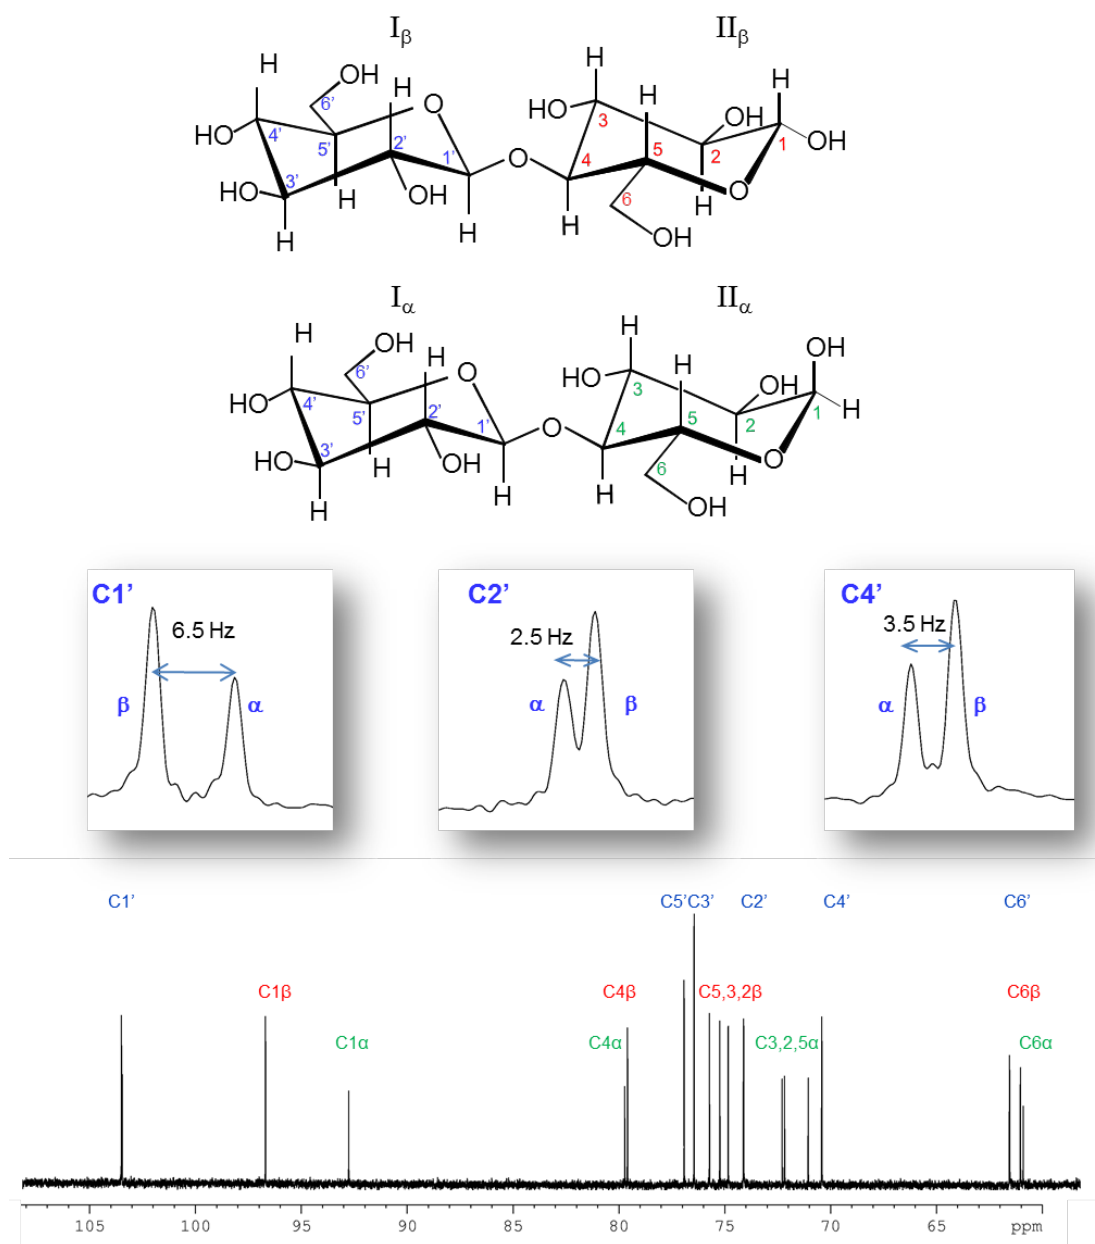 Iβ IIβ
H OH H H H H
6' O HO 3 OH
HO 4' 5' 2' 1' O 4 5 2 1 OH
HO 3' H OH 6 H O
H H H OH
Iα IIα
H OH H H H OH
6' O HO 3 OH
HO 4' 5' 2' 1' O 4 5 2 1 H
HO 3' H OH 6 H O
H H H OH
C1' C2' C4'
6.5 Hz 2.5 Hz 3.5 Hz
β α α β α β
C1' C5'C3' C2' C4' C6'
C1β C4β C5,3,2β C6β
C1α C4α C3,2,5α C6α
105 100 95 90 85 80 75 70 65 ppm